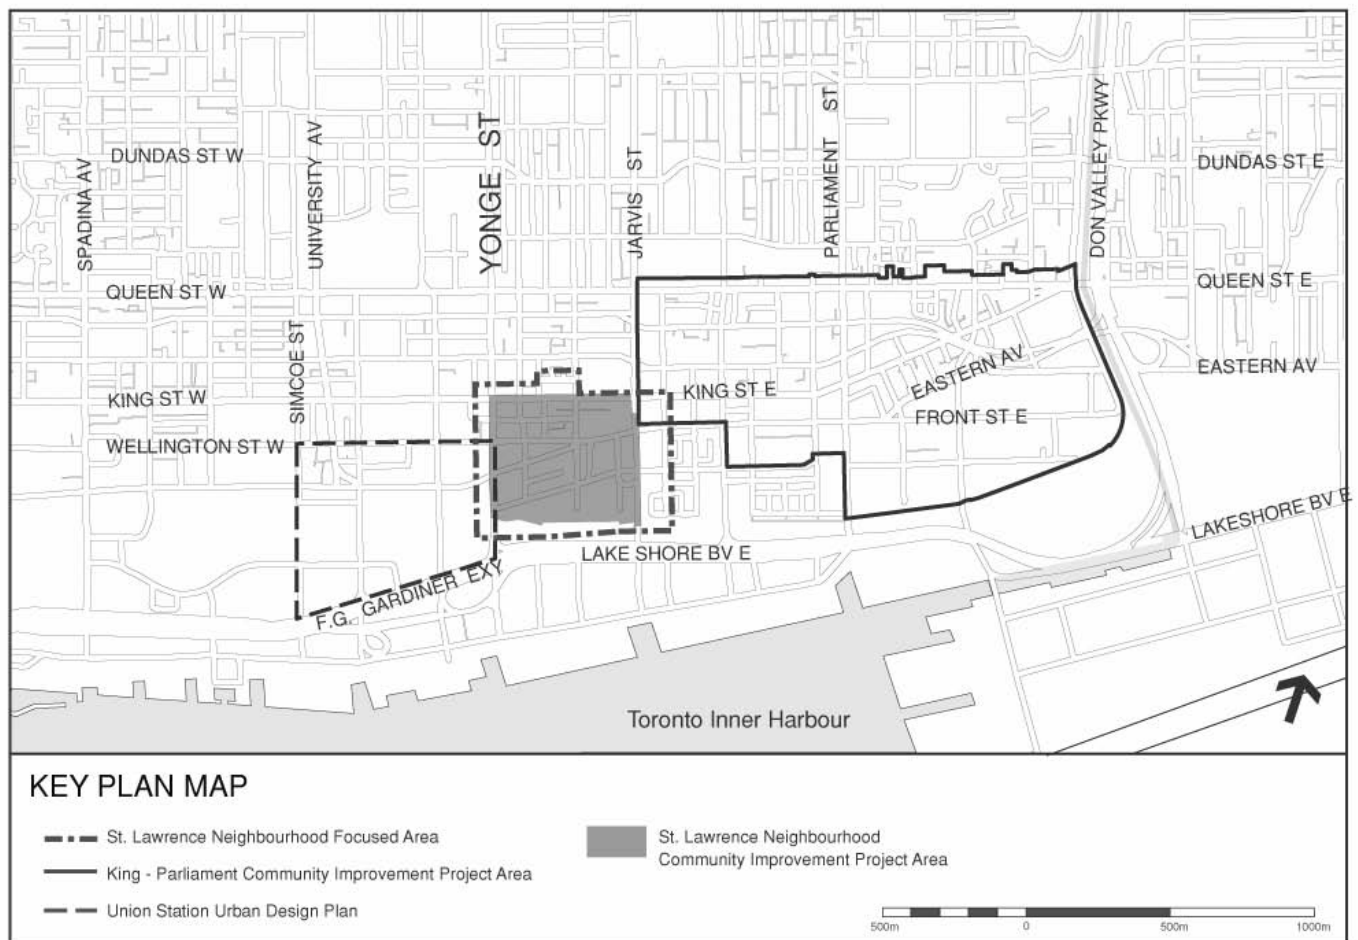 SPADINA AV
DUNDAS ST W
UNIVERSITY AV
YONGE ST
JARVIS ST
PARLIAMENT ST
DON VALLEY PKWY
DUNDAS ST E
QUEEN ST W
QUEEN ST E
SIMCOE ST
KING ST W
KING ST E
EASTERN AV
EASTERN AV
FRONT ST E
WELLINGTON ST W
LAKE SHORE BV E
LAKESHORE BV E
F.G. GARDINER EXY
Toronto Inner Harbour
KEY PLAN MAP
St. Lawrence Neighbourhood Focused Area
King - Parliament Community Improvement Project Area
Union Station Urban Design Plan
St. Lawrence Neighbourhood
Community Improvement Project Area
500m 0 500m 1000m